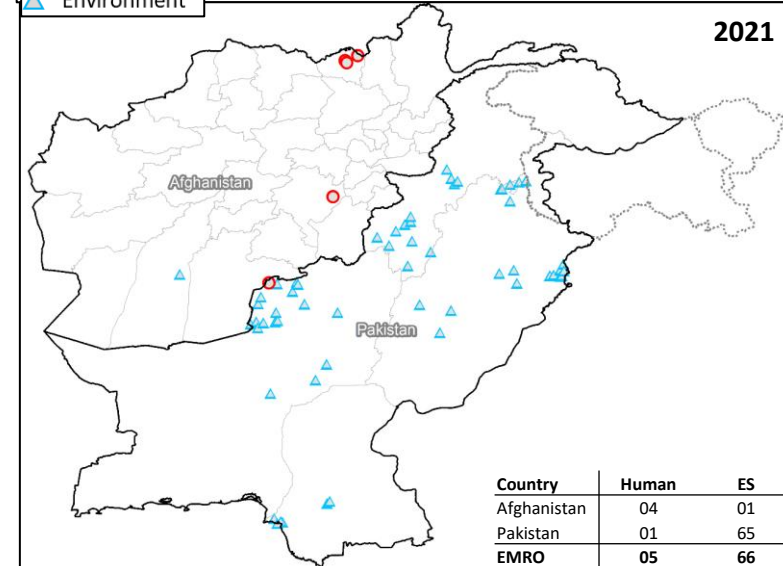 Environment
2021
Afghanistan
Pakistan
Country Human ES
Afghanistan 04 01
Pakistan 01 65
EMRO 05 66